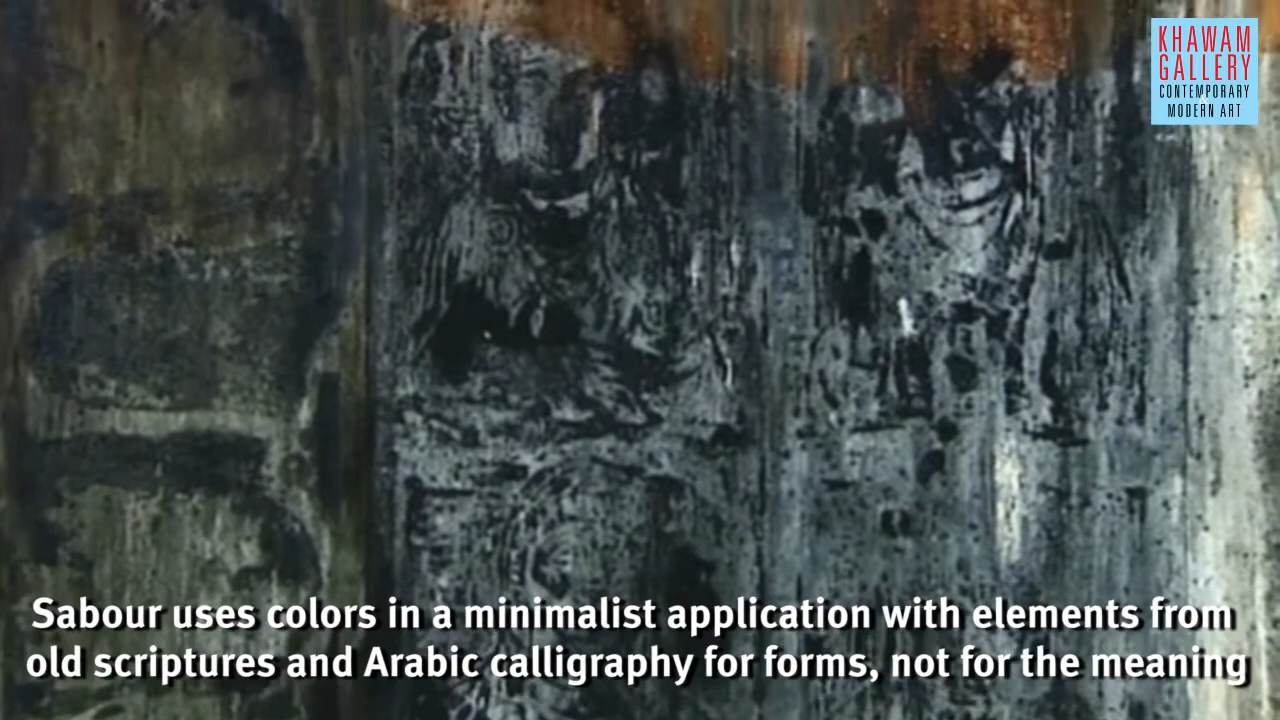 KHAWAM
GALLERY
CONTEMPORARY
MODERN ART
Sabour uses colors in a minimalist application with elements from
old scriptures and Arabic calligraphy for forms, not for the meaning